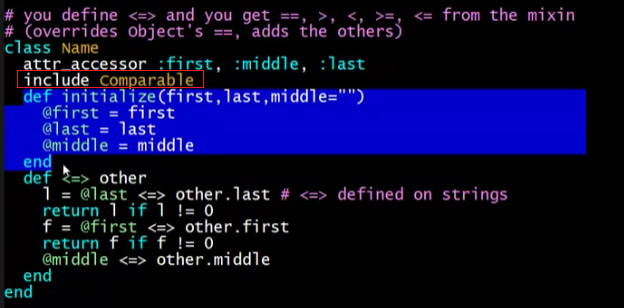 # you define <=> and you get ==, >, <, >=, <= from the mixin
# (overrides Object's ==, adds the others)
class Name
  attr_accessor :first, :middle, :last
  include Comparable
  def initialize(first,last,middle="")
    @first = first
    @last = last
    @middle = middle
  end
  def <=> other
    l = @last <=> other.last # <=> defined on strings
    return l if l != 0
    f = @first <=> other.first
    return f if f != 0
    @middle <=> other.middle
  end
end